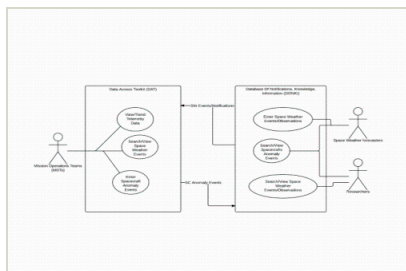 Data Access Toolkit (DAT)
View/Trend
Telemetry
Data
Search/View
Space
Weather
Events
Enter
Spacecraft
Anomaly
Events
Mission Operations Teams
(MOTs)
SW Events/Notifications
SC Anomaly Events
Database of Notifications, Knowledge,
Information (DONKI)
Enter Space Weather
Events/Observations
Search/View
Spacecraft
Anomaly
Events
Search/View Space
Weather
Events/Observations
Space Weather Forecasters
Researchers